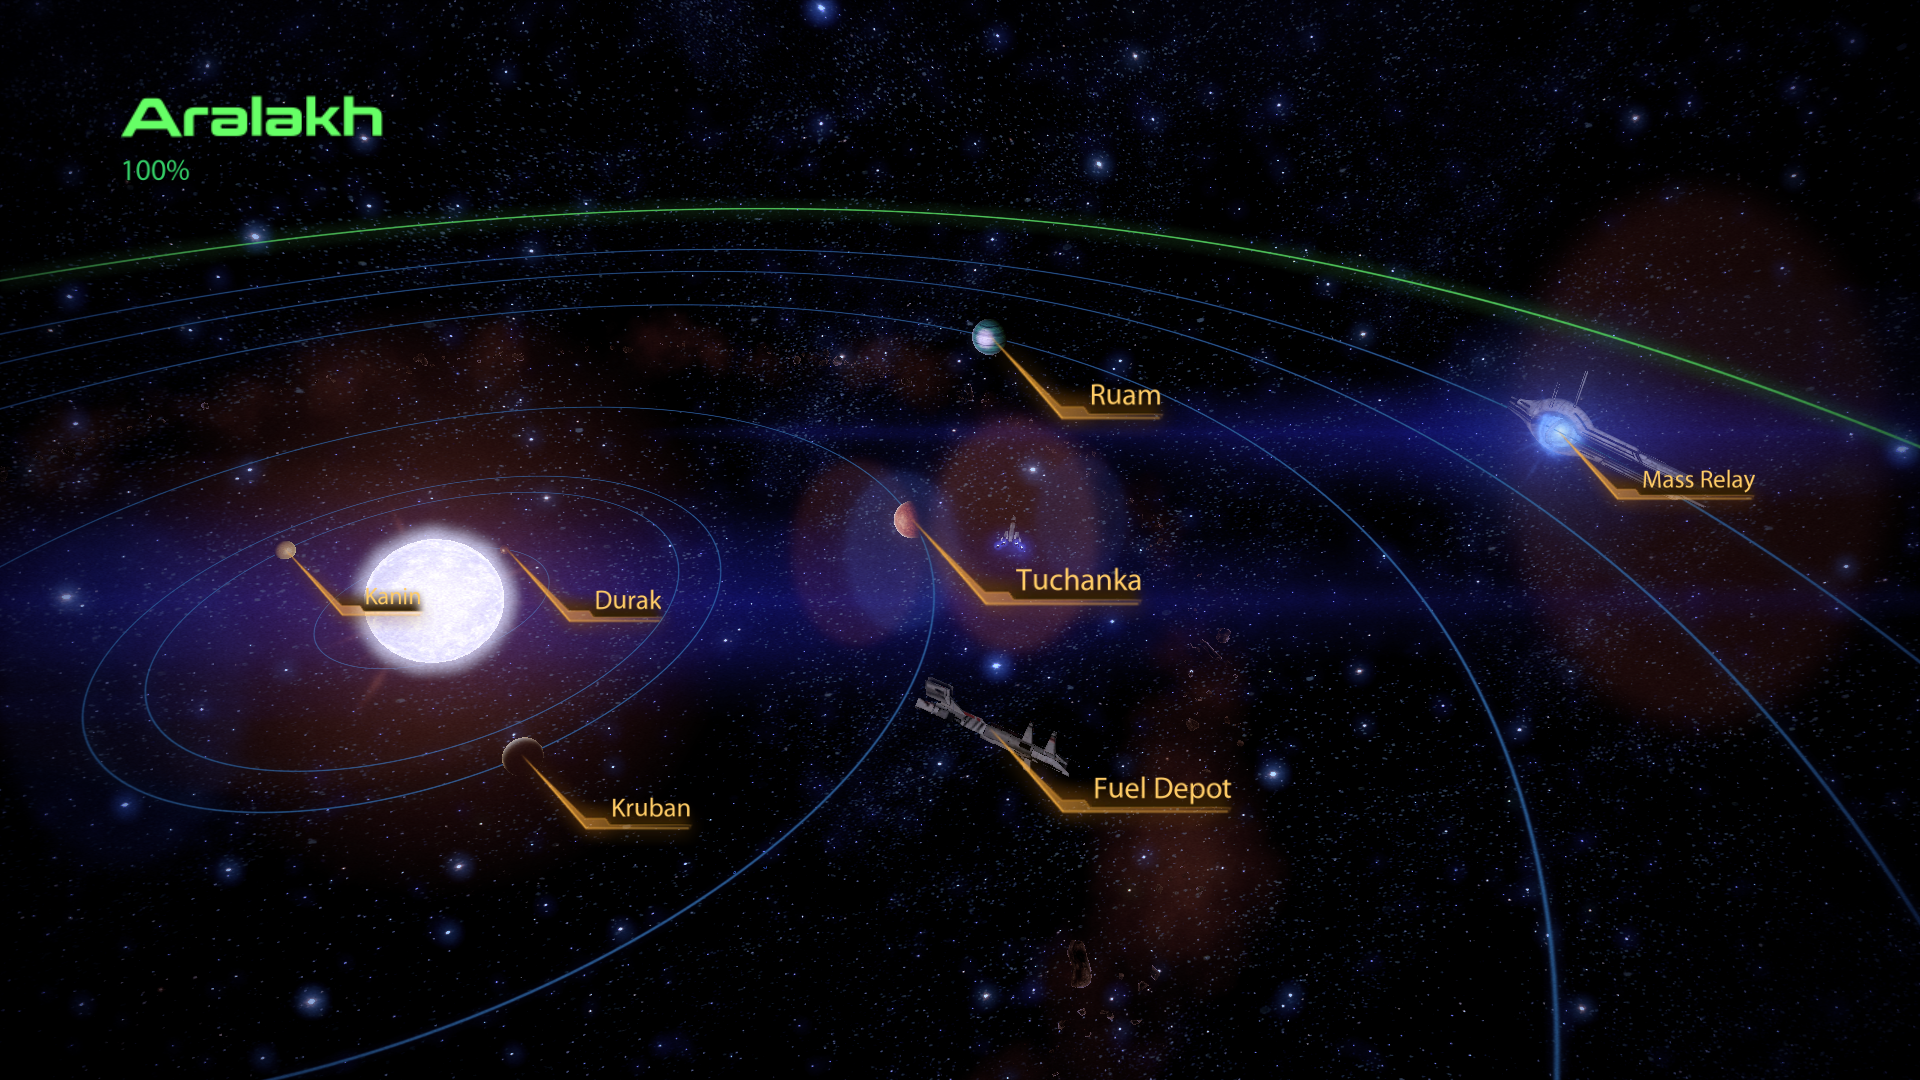 Aralakh
100%
Ruam
Mass Relay
Tuchanka
Kanin
Durak
Fuel Depot
Kruban